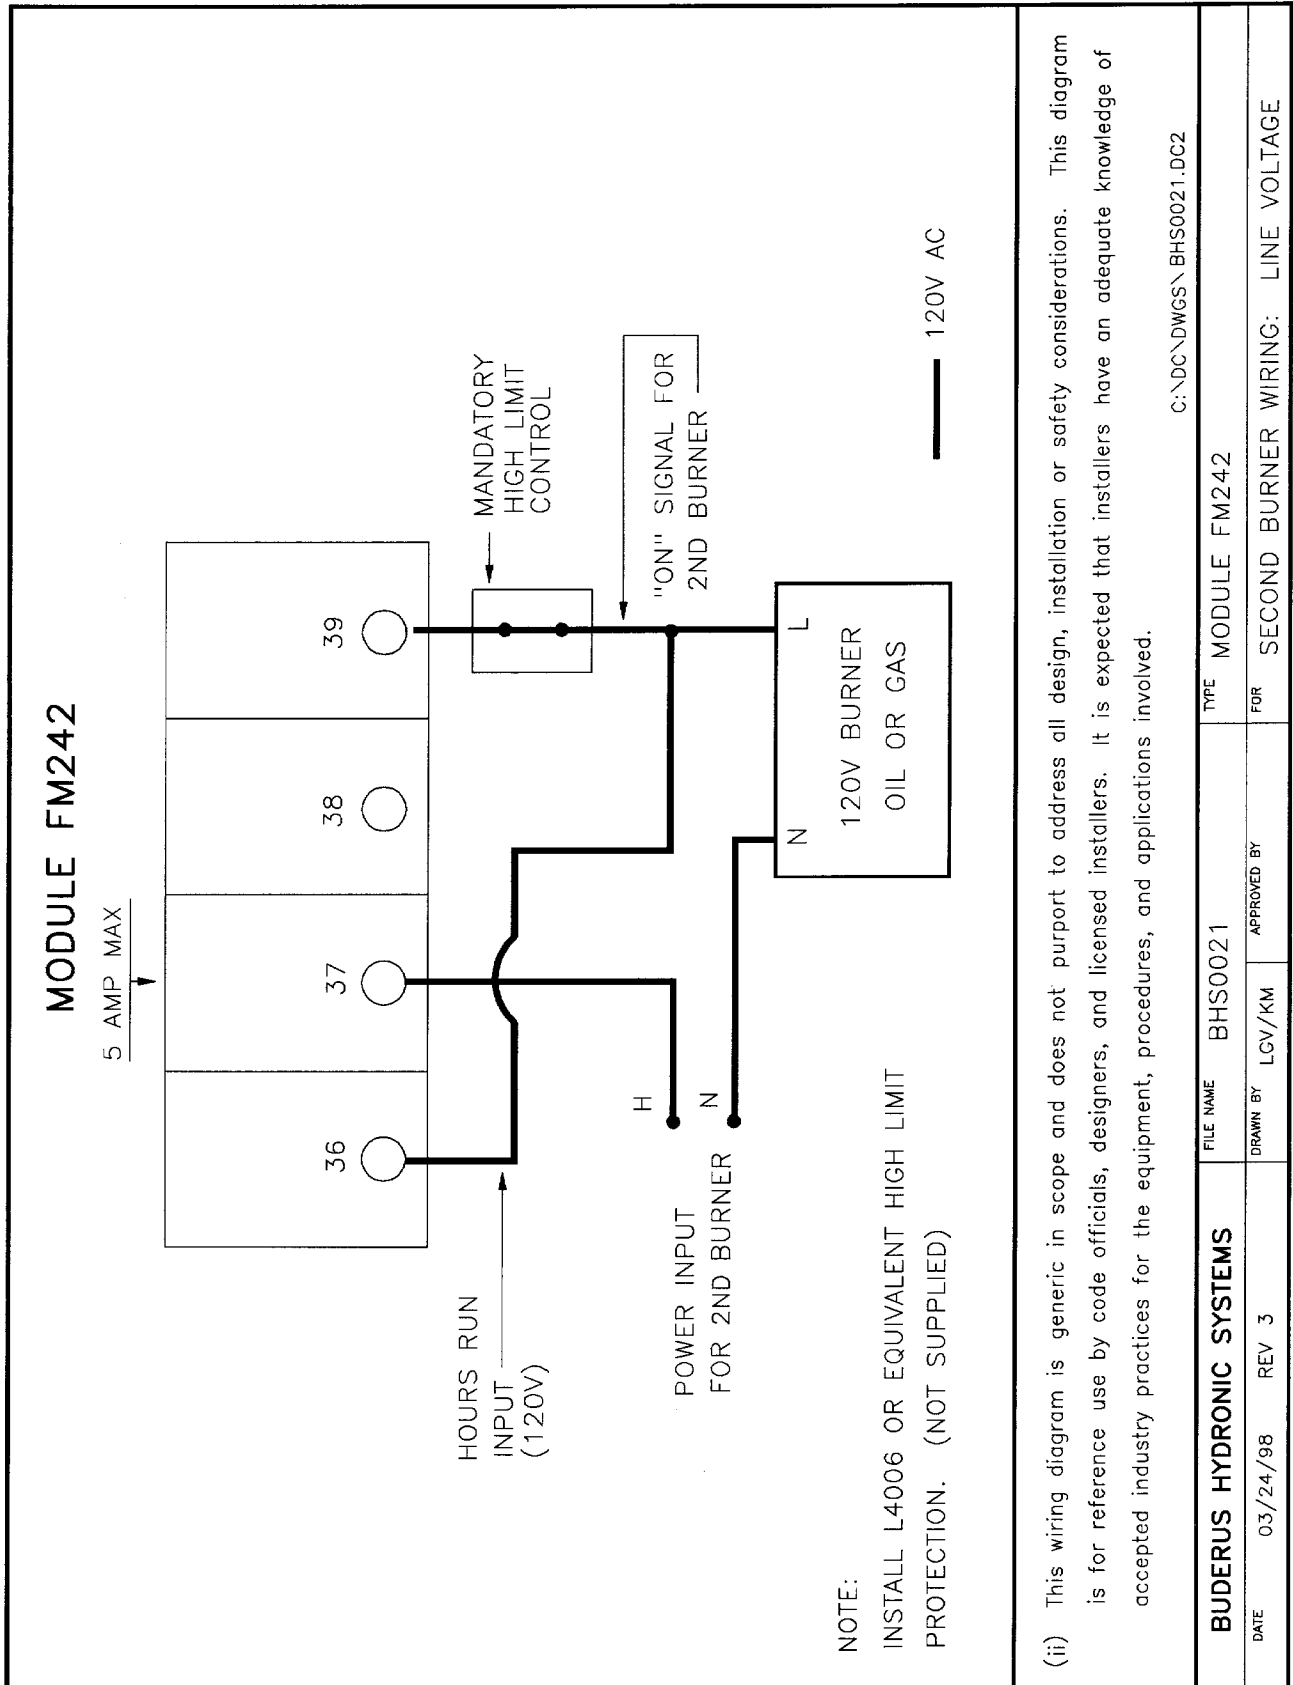 MODULE FM242
5 AMP MAX
36
37
38
39
HOURS RUN
INPUT
(120V)
MANDATORY
HIGH LIMIT
CONTROL
"ON" SIGNAL FOR
2ND BURNER
H
N
POWER INPUT
FOR 2ND BURNER
N
L
120V BURNER
OIL OR GAS
120V AC
NOTE:
INSTALL L4006 OR EQUIVALENT HIGH LIMIT
PROTECTION. (NOT SUPPLIED)
(ii) This wiring diagram is generic in scope and does not purport to address all design, installation or safety considerations. This diagram
is for reference use by code officials, designers, and licensed installers. It is expected that installers have an adequate knowledge of
accepted industry practices for the equipment, procedures, and applications involved.
C:\DC\DWGS\BHS0021.DC2
BUDERUS HYDRONIC SYSTEMS
FILE NAME BHS0021
TYPE MODULE FM242
DATE 03/24/98 REV 3
DRAWN BY LGV/KM
APPROVED BY
FOR SECOND BURNER WIRING: LINE VOLTAGE